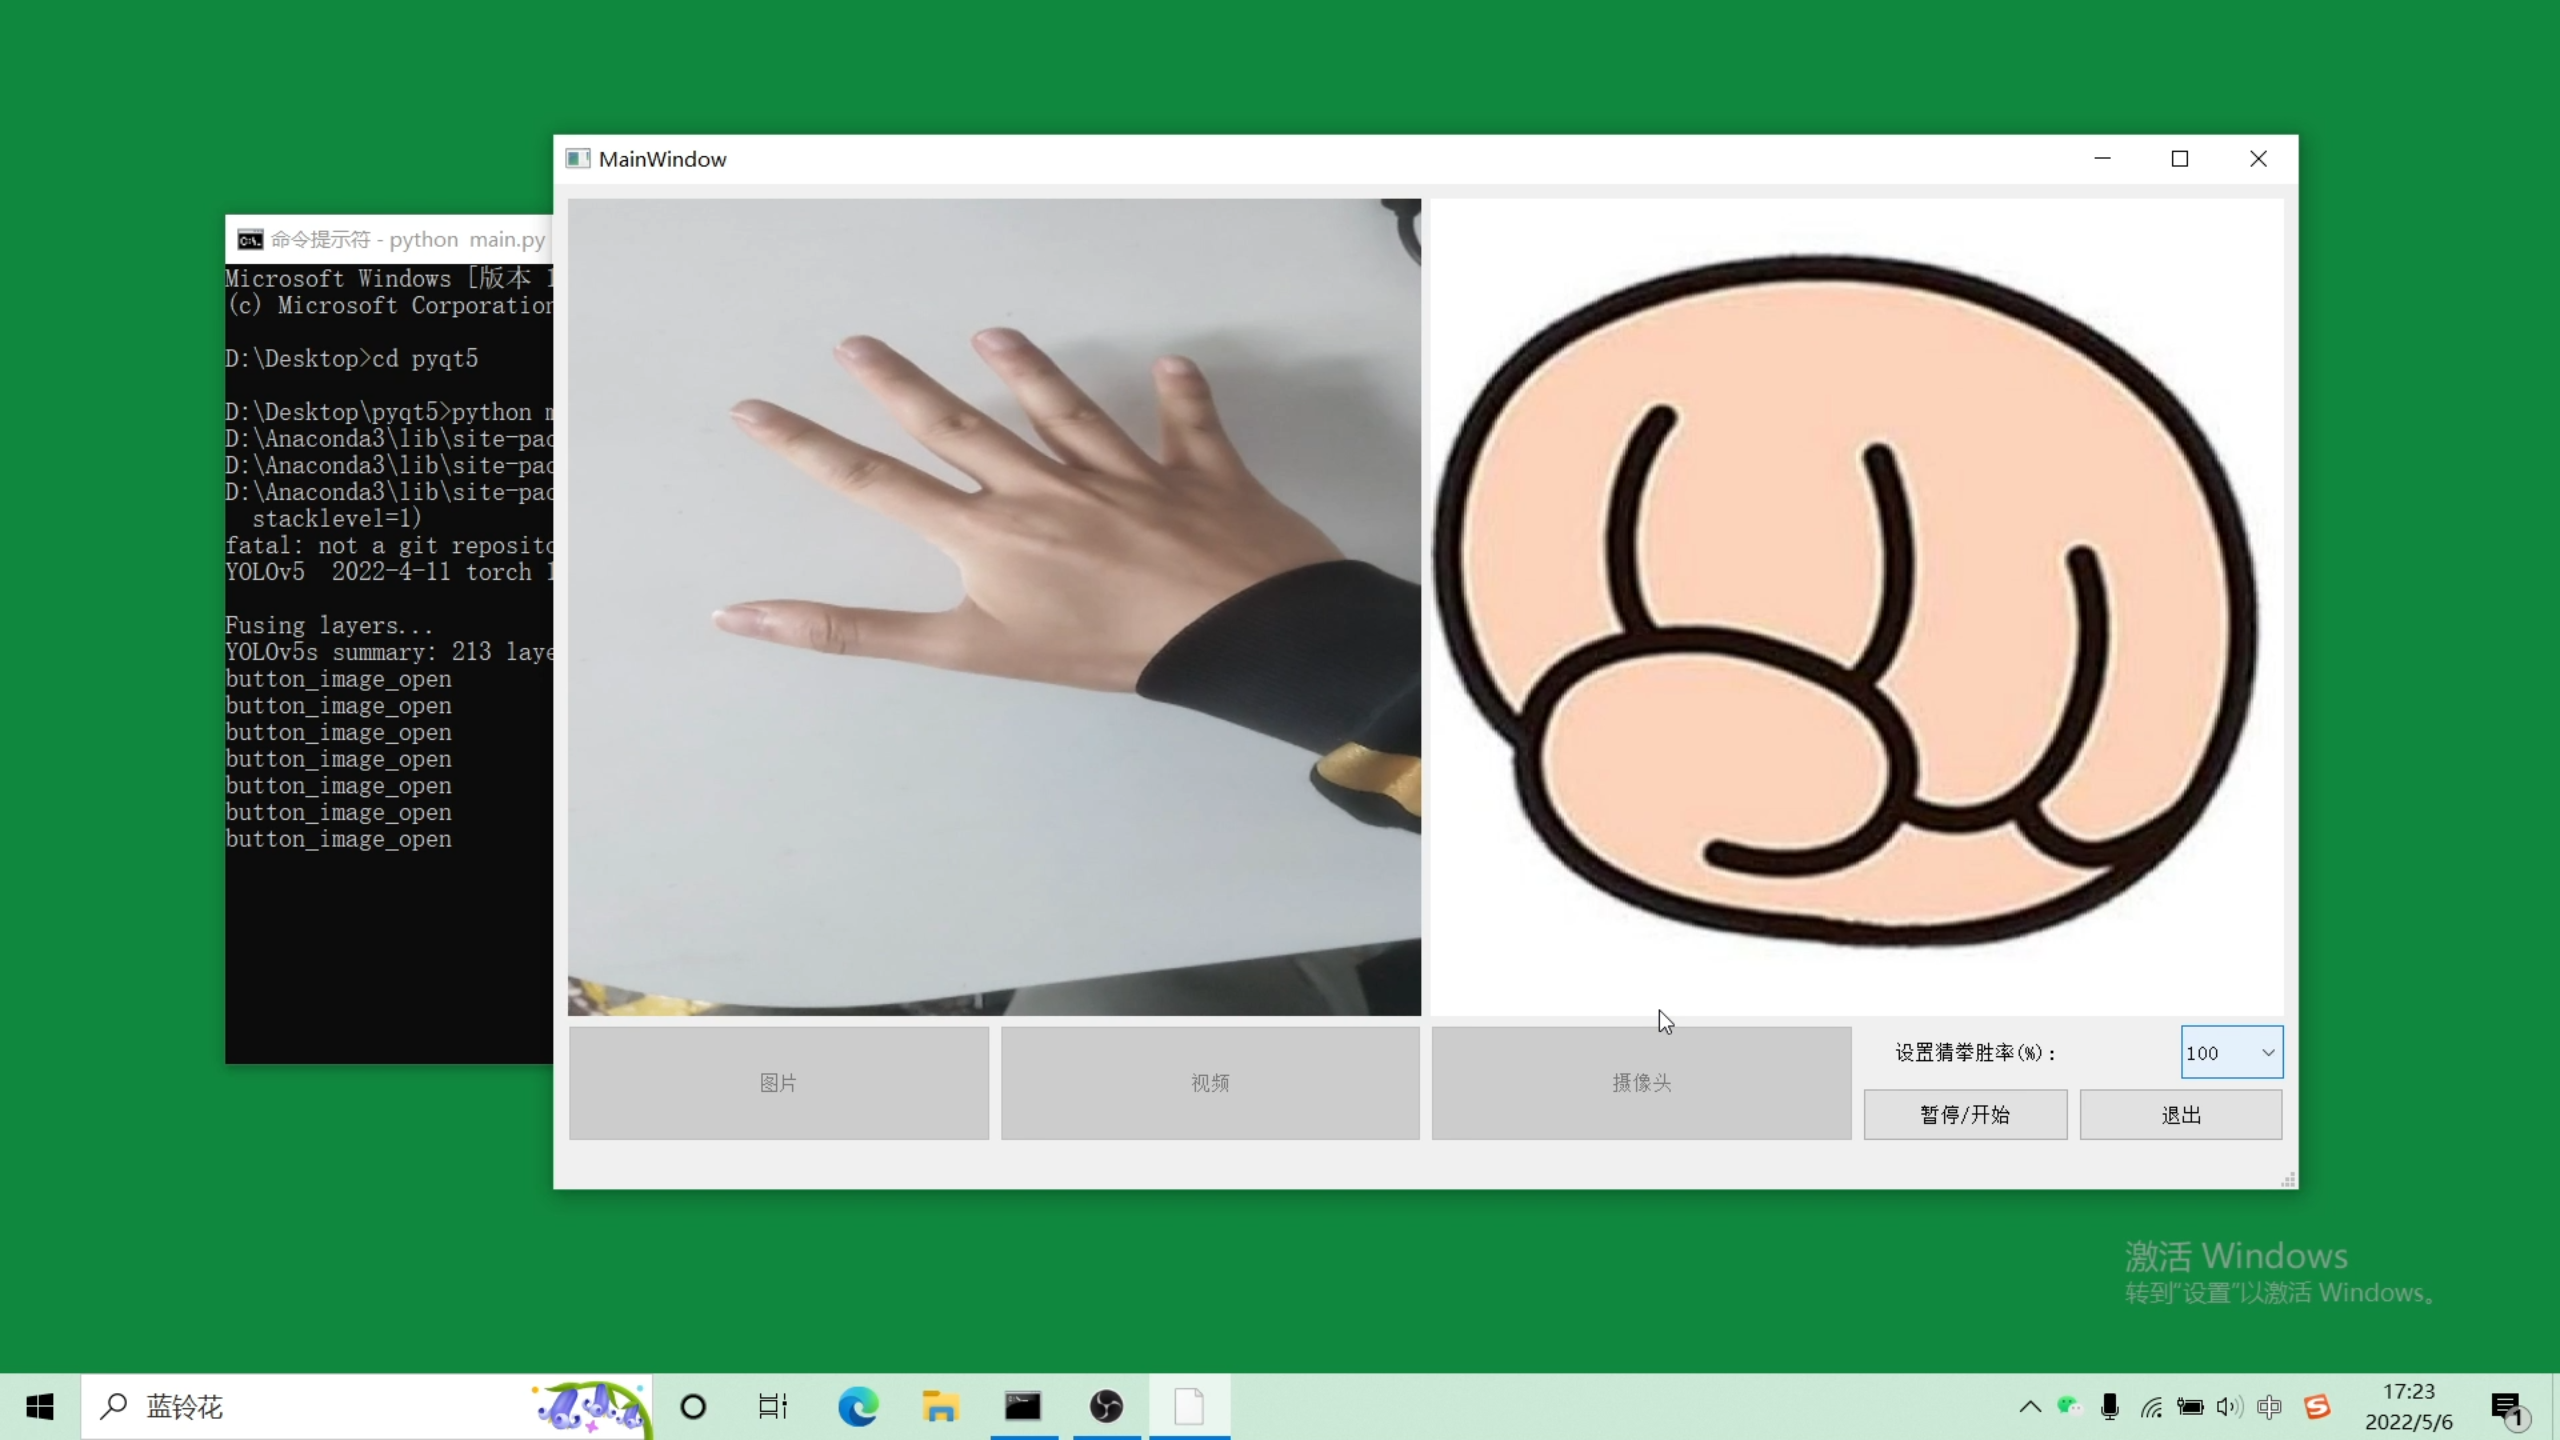 MainWindow
命令提示符 - python  main.py
Microsoft Windows [版本 1
(c) Microsoft Corporation
D:\Desktop>cd pyqt5
D:\Desktop\pyqt5>python m
D:\Anaconda3\lib\site-pac
D:\Anaconda3\lib\site-pac
D:\Anaconda3\lib\site-pac
  stacklevel=1)
fatal: not a git reposito
YOLOv5  2022-4-11 torch 1
Fusing layers...
YOLOv5s summary: 213 laye
button_image_open
button_image_open
button_image_open
button_image_open
button_image_open
button_image_open
button_image_open
图片
视频
摄像头
设置猜拳胜率(%)：
100
暂停/开始
退出
激活 Windows
转到“设置”以激活 Windows。
蓝铃花
中
17:23
2022/5/6
1